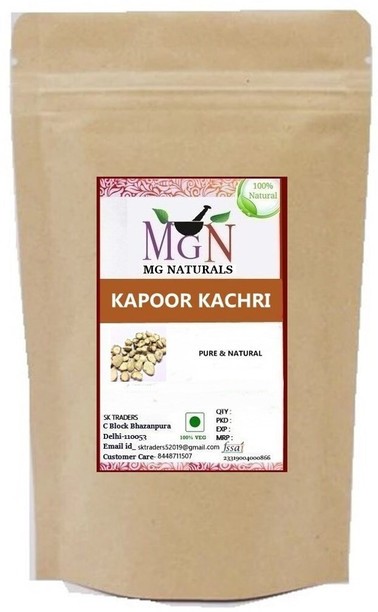 100%
Natural
MGN
MG NATURALS
KAPOOR KACHRI
PURE & NATURAL
SK TRADERS
C Block Bhazanpura
Delhi-110053
Email id_ sktraders52019@gmail.com
Customer Care- 8448711507
100% VEG
QTY :
PKD :
EXP :
MRP :
fssai
23319004000866